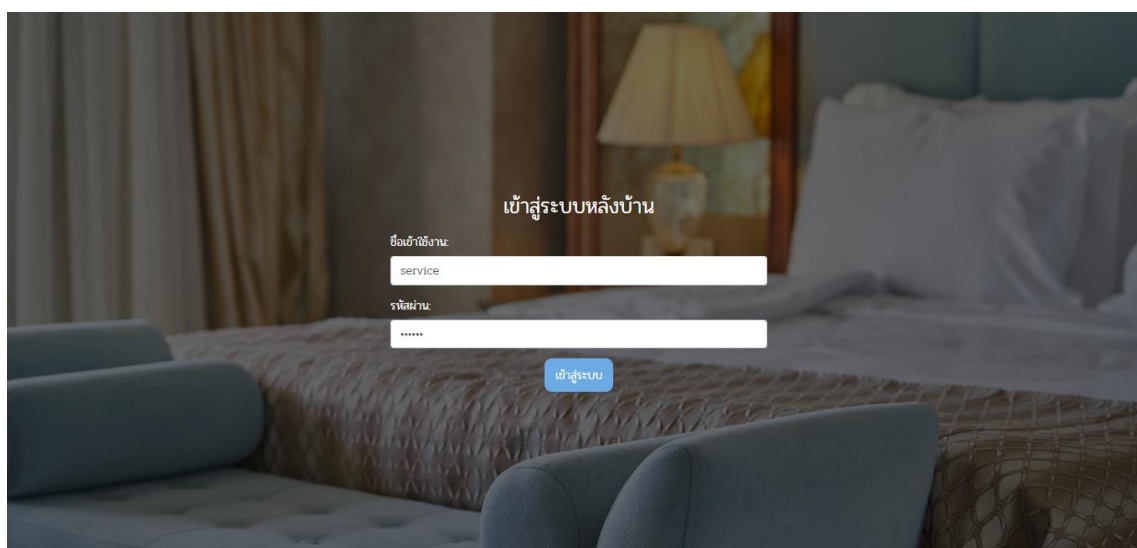 เข้าสู่ระบบหลังบ้าน
ชื่อเข้าใช้งาน:
service
รหัสผ่าน:
••••••
เข้าสู่ระบบ